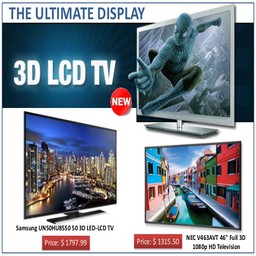 THE ULTIMATE DISPLAY
3D LCD TV
NEW
Samsung UN50HU8550 50 3D LED-LCD TV
Price: $ 1797.99
NEC V463AVT 46" Full 3D
1080p HD Television
Price: $ 1315.50